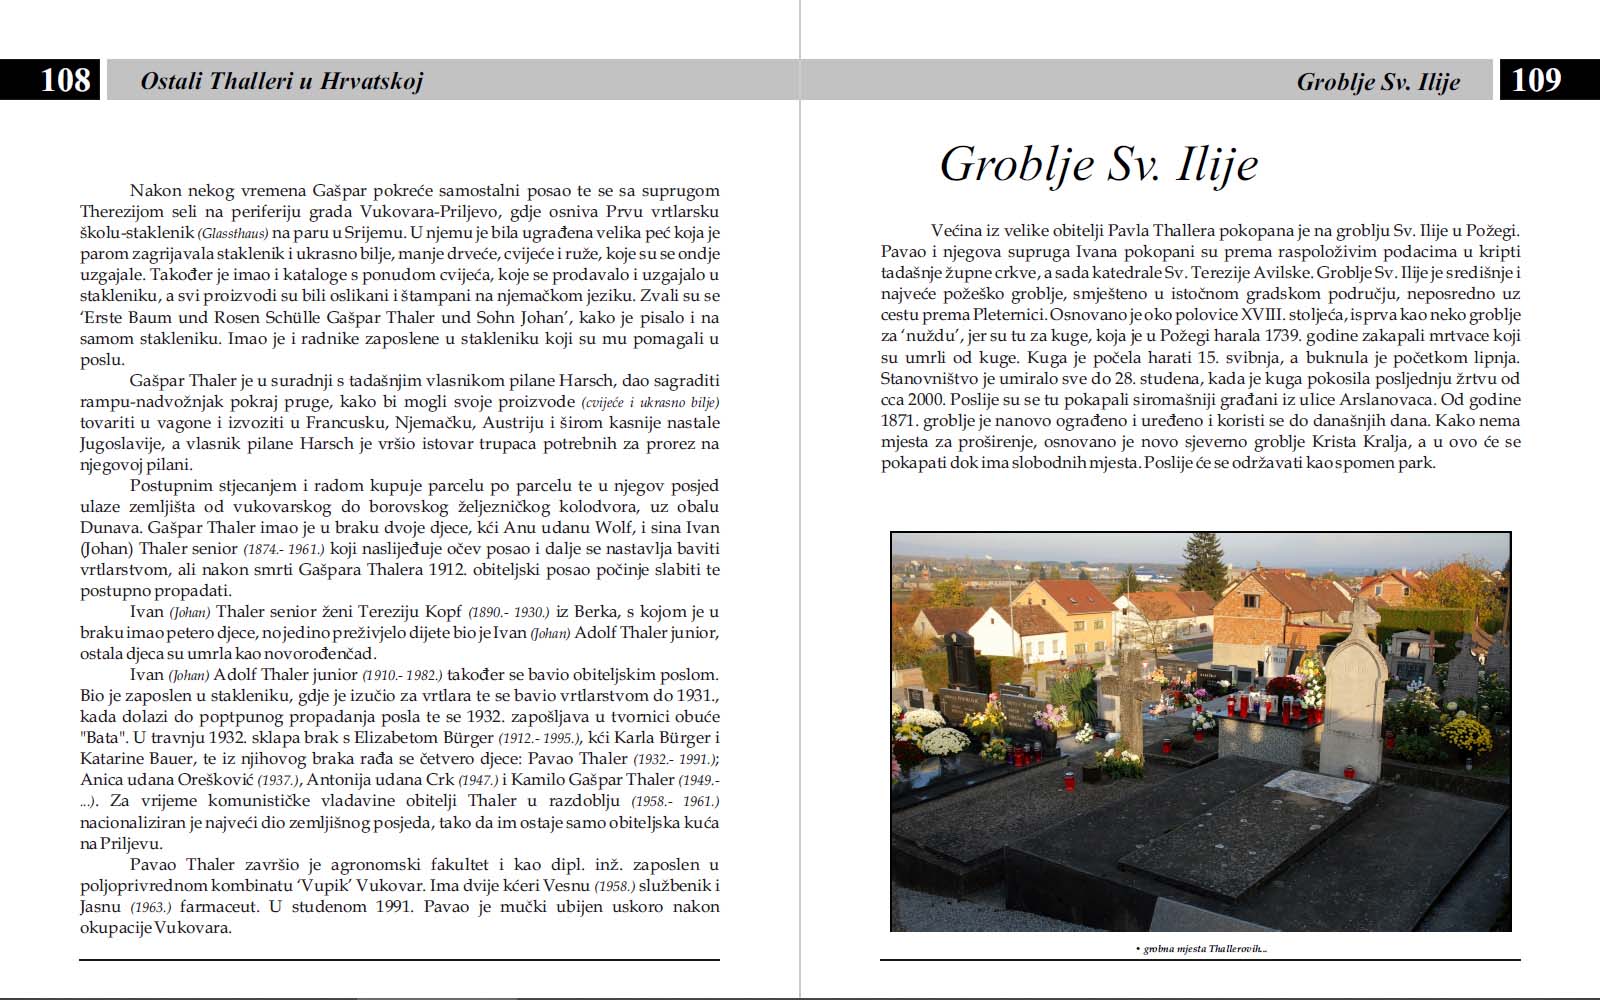 108
Ostali Thalleri u Hrvatskoj
Nakon nekog vremena Gašpar pokreće samostalni posao te se sa suprugom
Therezijom seli na periferiju grada Vukovara-Priljevo, gdje osniva Prvu vrtlarsku
školu-staklenik (Glassthaus) na paru u Srijemu. U njemu je bila ugrađena velika peć koja je
parom zagrijavala staklenik i ukrasno bilje, manje drveće, cvijeće i ruže, koje su se ondje
uzgajale. Također je imao i kataloge s ponudom cvijeća, koje se prodavalo i uzgajalo u
stakleniku, a svi proizvodi su bili oslikani i štampani na njemačkom jeziku. Zvali su se
‘Erste Baum und Rosen Schülle Gašpar Thaler und Sohn Johan’, kako je pisalo i na
samom stakleniku. Imao je i radnike zaposlene u stakleniku koji su mu pomagali u
poslu.
Gašpar Thaler je u suradnji s tadašnjim vlasnikom pilane Harsch, dao sagraditi
rampu-nadvožnjak pokraj pruge, kako bi mogli svoje proizvode (cvijeće i ukrasno bilje)
tovariti u vagone i izvoziti u Francusku, Njemačku, Austriju i širom kasnije nastale
Jugoslavije, a vlasnik pilane Harsch je vršio istovar trupaca potrebnih za prorez na
njegovoj pilani.
Postupnim stjecanjem i radom kupuje parcelu po parcelu te u njegov posjed
ulaze zemljišta od vukovarskog do borovskog željezničkog kolodvora, uz obalu
Dunava. Gašpar Thaler imao je u braku dvoje djece, kći Anu udanu Wolf, i sina Ivan
(Johan) Thaler senior (1874.- 1961.) koji naslijeđuje očev posao i dalje se nastavlja baviti
vrtlarstvom, ali nakon smrti Gašpara Thalera 1912. obiteljski posao počinje slabiti te
postupno propadati.
Ivan (Johan) Thaler senior ženi Tereziju Kopf (1890.- 1930.) iz Berka, s kojom je u
braku imao petero djece, no jedino preživjelo dijete bio je Ivan (Johan) Adolf Thaler junior,
ostala djeca su umrla kao novorođenčad.
Ivan (Johan) Adolf Thaler junior (1910.- 1982.) također se bavio obiteljskim poslom.
Bio je zaposlen u stakleniku, gdje je izučio za vrtlara te se bavio vrtlarstvom do 1931.,
kada dolazi do poptpunog propadanja posla te se 1932. zapošljava u tvornici obuće
"Bata". U travnju 1932. sklapa brak s Elizabetom Bürger (1912.- 1995.), kći Karla Bürger i
Katarine Bauer, te iz njihovog braka rađa se četvero djece: Pavao Thaler (1932.- 1991.);
Anica udana Orešković (1937.), Antonija udana Crk (1947.) i Kamilo Gašpar Thaler (1949.-
...). Za vrijeme komunističke vladavine obitelji Thaler u razdoblju (1958.- 1961.)
nacionaliziran je najveći dio zemljišnog posjeda, tako da im ostaje samo obiteljska kuća
na Priljevu.
Pavao Thaler završio je agronomski fakultet i kao dipl. inž. zaposlen u
poljoprivrednom kombinatu ‘Vupik’ Vukovar. Ima dvije kćeri Vesnu (1958.) službenik i
Jasnu (1963.) farmaceut. U studenom 1991. Pavao je mučki ubijen uskoro nakon
okupacije Vukovara.
Groblje Sv. Ilije
109
Groblje Sv. Ilije
Većina iz velike obitelji Pavla Thallera pokopana je na groblju Sv. Ilije u Požegi.
Pavao i njegova supruga Ivana pokopani su prema raspoloživim podacima u kripti
tadašnje župne crkve, a sada katedrale Sv. Terezije Avilske. Groblje Sv. Ilije je središnje i
najveće požeško groblje, smješteno u istočnom gradskom području, neposredno uz
cestu prema Pleternici. Osnovano je oko polovice XVIII. stoljeća, isprva kao neko groblje
za ‘nuždu’, jer su tu za kuge, koja je u Požegi harala 1739. godine zakapali mrtvace koji
su umrli od kuge. Kuga je počela harati 15. svibnja, a buknula je početkom lipnja.
Stanovništvo je umiralo sve do 28. studena, kada je kuga pokosila posljednju žrtvu od
cca 2000. Poslije su se tu pokapali siromašniji građani iz ulice Arslanovaca. Od godine
1871. groblje je nanovo ograđeno i uređeno i koristi se do današnjih dana. Kako nema
mjesta za proširenje, osnovano je novo sjeverno groblje Krista Kralja, a u ovo će se
pokapati dok ima slobodnih mjesta. Poslije će se održavati kao spomen park.
• grobna mjesta Thallerovih...